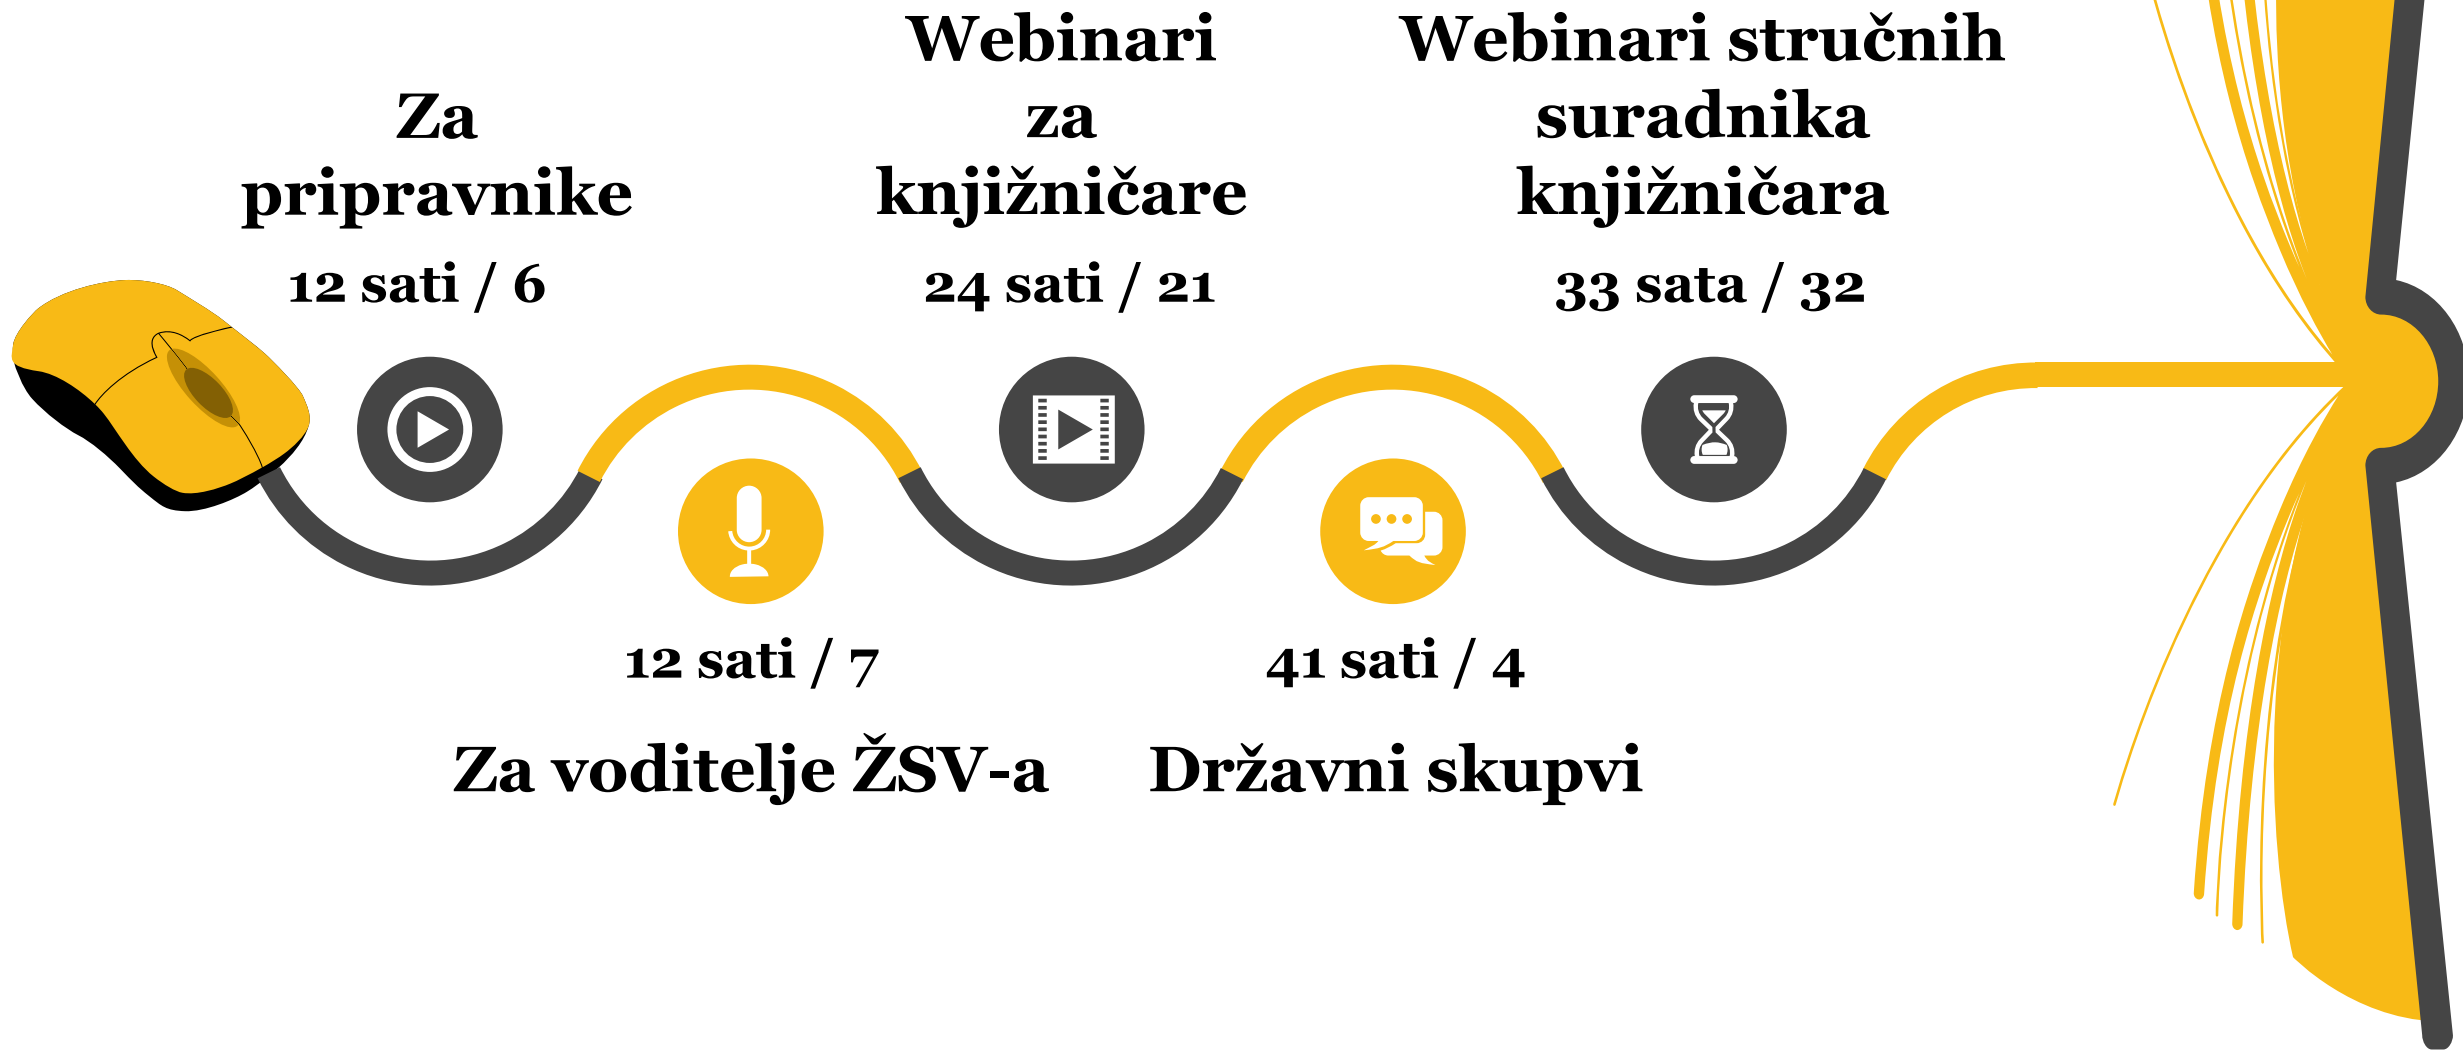 Za
pripravnike
12 sati / 6
Webinari
za
knjižničare
24 sati / 21
Webinari stručnih
suradnika
knjižničara
33 sata / 32
12 sati / 7
Za voditelje ŽSV-a
41 sati / 4
Državni skupvi